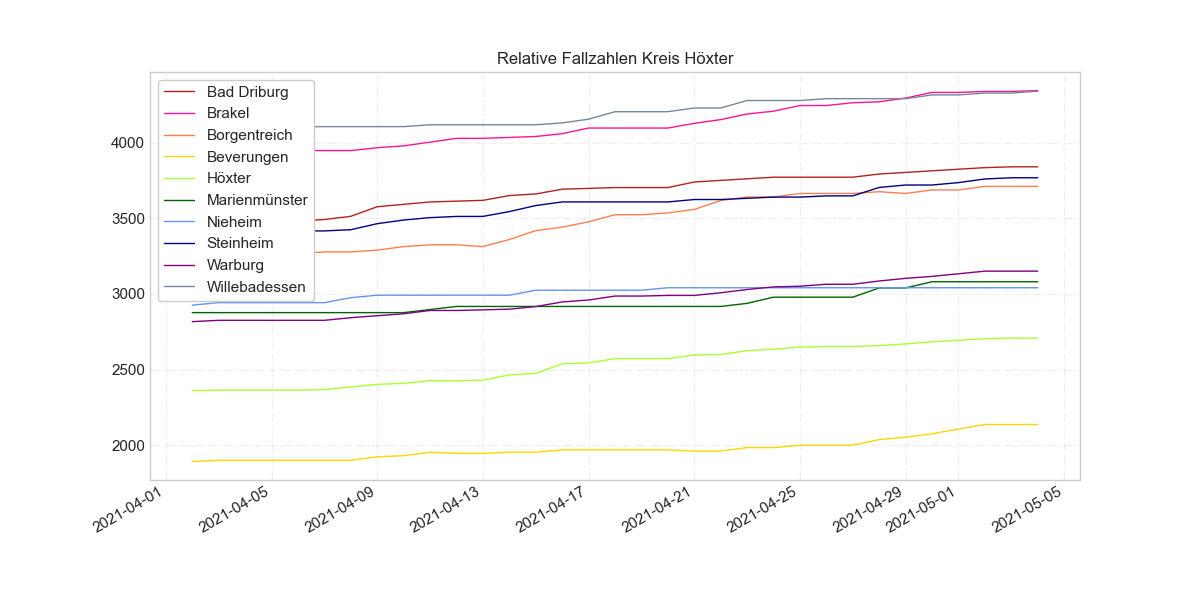 Relative Fallzahlen Kreis Höxter
Bad Driburg
Brakel
Borgentreich
Beverungen
Höxter
Marienmünster
Nieheim
Steinheim
Warburg
Willebadessen
4000
3500
3000
2500
2000
2021-04-01
2021-04-05
2021-04-09
2021-04-13
2021-04-17
2021-04-21
2021-04-25
2021-04-29
2021-05-01
2021-05-05